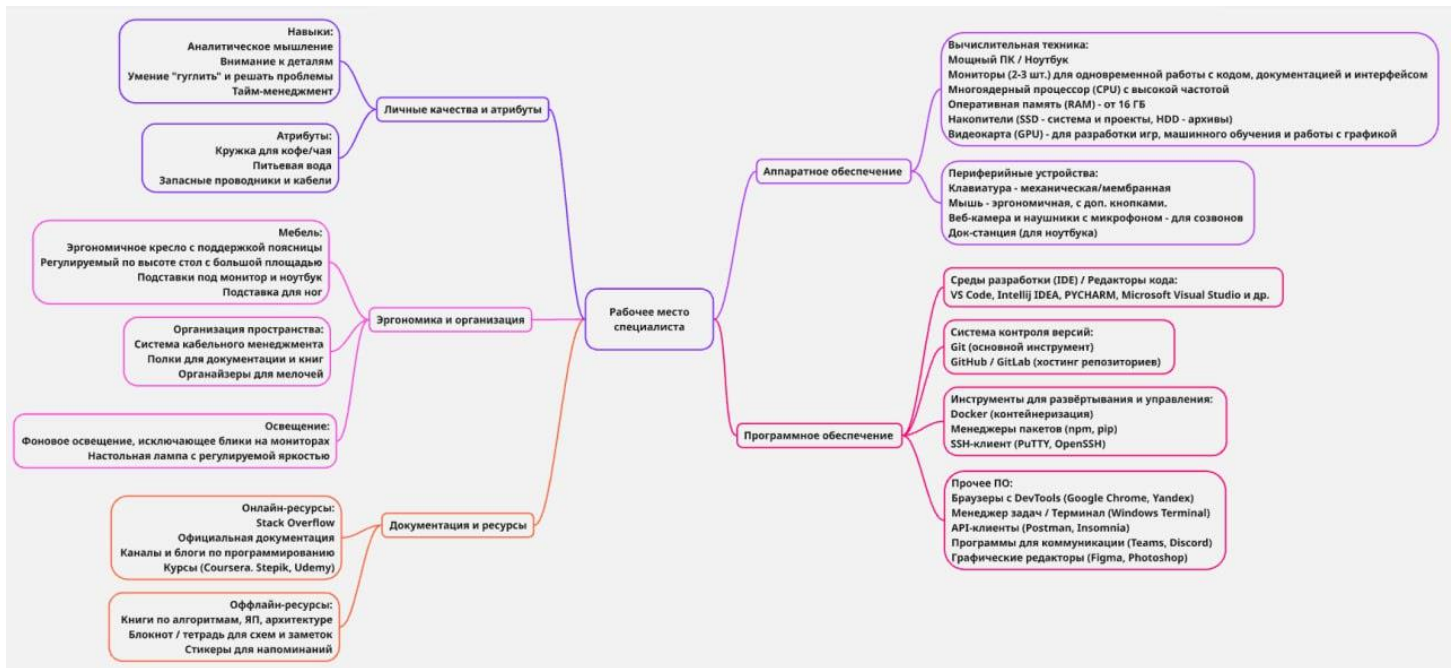 Рабочее место
специалиста
Личные качества и атрибуты
Навыки:
Аналитическое мышление
Внимание к деталям
Умение "гуглить" и решать проблемы
Тайм-менеджмент
Атрибуты:
Кружка для кофе/чая
Питьевая вода
Запасные проводники и кабели
Эргономика и организация
Мебель:
Эргономичное кресло с поддержкой поясницы
Регулируемый по высоте стол с большой площадью
Подставки под монитор и ноутбук
Подставка для ног
Организация пространства:
Система кабельного менеджмента
Полки для документации и книг
Органайзеры для мелочей
Освещение:
Фоновое освещение, исключающее блики на мониторах
Настольная лампа с регулируемой яркостью
Документация и ресурсы
Онлайн-ресурсы:
Stack Overflow
Официальная документация
Каналы и блоги по программированию
Курсы (Coursera. Stepik, Udemy)
Оффлайн-ресурсы:
Книги по алгоритмам, ЯП, архитектуре
Блокнот / тетрадь для схем и заметок
Стикеры для напоминаний
Аппаратное обеспечение
Вычислительная техника:
Мощный ПК / Ноутбук
Мониторы (2-3 шт.) для одновременной работы с кодом, документацией и интерфейсом
Многоядерный процессор (CPU) с высокой частотой
Оперативная память (RAM) - от 16 ГБ
Накопители (SSD - система и проекты, HDD - архивы)
Видеокарта (GPU) - для разработки игр, машинного обучения и работы с графикой
Периферийные устройства:
Клавиатура - механическая/мембранная
Мышь - эргономичная, с доп. кнопками.
Веб-камера и наушники с микрофоном - для созвонов
Док-станция (для ноутбука)
Программное обеспечение
Среды разработки (IDE) / Редакторы кода:
VS Code, Intellij IDEA, PYCHARM, Microsoft Visual Studio и др.
Система контроля версий:
Git (основной инструмент)
GitHub / GitLab (хостинг репозиториев)
Инструменты для развёртывания и управления:
Docker (контейнеризация)
Менеджеры пакетов (npm, pip)
SSH-клиент (PuTTY, OpenSSH)
Прочее ПО:
Браузеры с DevTools (Google Chrome, Yandex)
Менеджер задач / Терминал (Windows Terminal)
API-клиенты (Postman, Insomnia)
Программы для коммуникации (Teams, Discord)
Графические редакторы (Figma, Photoshop)